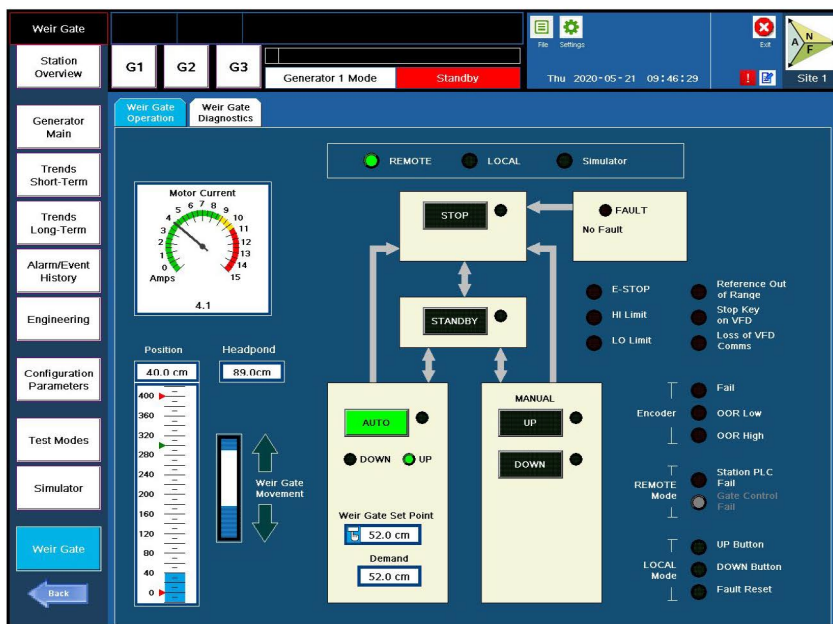 Weir Gate
File
Settings
Exit
A N F
Station
Overview
G1
G2
G3
Generator 1 Mode
Standby
Thu 2020-05-21 09:46:29
!
Site 1
Generator
Main
Trends
Short-Term
Trends
Long-Term
Alarm/Event
History
Engineering
Configuration
Parameters
Test Modes
Simulator
Weir Gate
Back
Weir Gate
Operation
Weir Gate
Diagnostics
REMOTE
LOCAL
Simulator
Motor Current
0
1
2
3
4
5
6
7
8
9
10
11
12
13
14
15
Amps
4.1
STOP
FAULT
No Fault
STANDBY
E-STOP
HI Limit
LO Limit
Reference Out
of Range
Stop Key
on VFD
Loss of VFD
Comms
Position
40.0 cm
Headpond
89.0cm
400
360
320
280
240
200
160
120
80
40
0
Weir Gate
Movement
AUTO
DOWN
UP
Weir Gate Set Point
52.0 cm
Demand
52.0 cm
MANUAL
UP
DOWN
Encoder
Fail
OOR Low
OOR High
REMOTE
Mode
Station PLC
Fail
Gate Control
Fail
LOCAL
Mode
UP Button
DOWN Button
Fault Reset